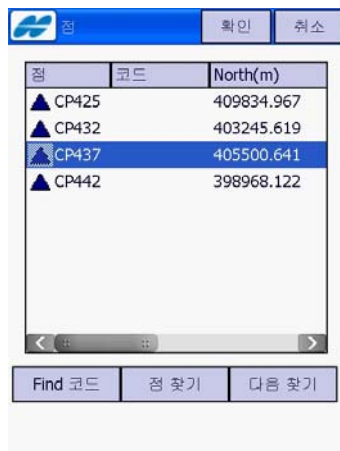 점 확인 취소
점 코드 North(m)
CP425 409834.967
CP432 403245.619
CP437 405500.641
CP442 398968.122
Find 코드 점 찾기 다음 찾기